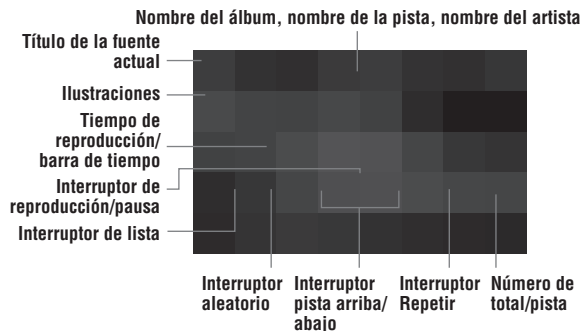 Nombre del álbum, nombre de la pista, nombre del artista
Título de la fuente
actual
Ilustraciones
Tiempo de
reproducción/
barra de tiempo
Interruptor de
reproducción/pausa
Interruptor de lista
Interruptor
aleatorio
Interruptor
pista arriba/
abajo
Interruptor
Repetir
Número de
total/pista